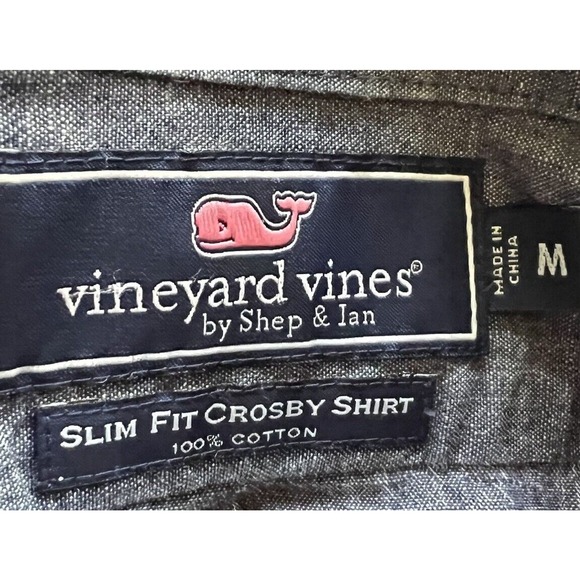 vineyard vines®
by Shep & Ian
MADE IN
CHINA
M
SLIM FIT CROSBY SHIRT
100% COTTON